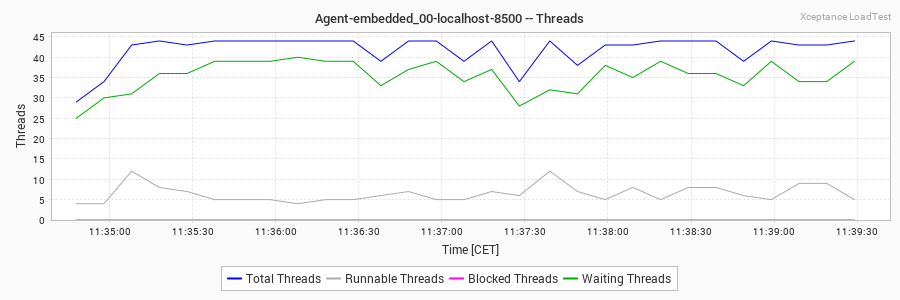 Agent-embedded_00-localhost-8500 -- Threads
Xceptance LoadTest
Threads
45
40
35
30
25
20
15
10
5
0
11:35:00 11:35:30 11:36:00 11:36:30 11:37:00 11:37:30 11:38:00 11:38:30 11:39:00 11:39:30
Time [CET]
Total Threads Runnable Threads Blocked Threads Waiting Threads